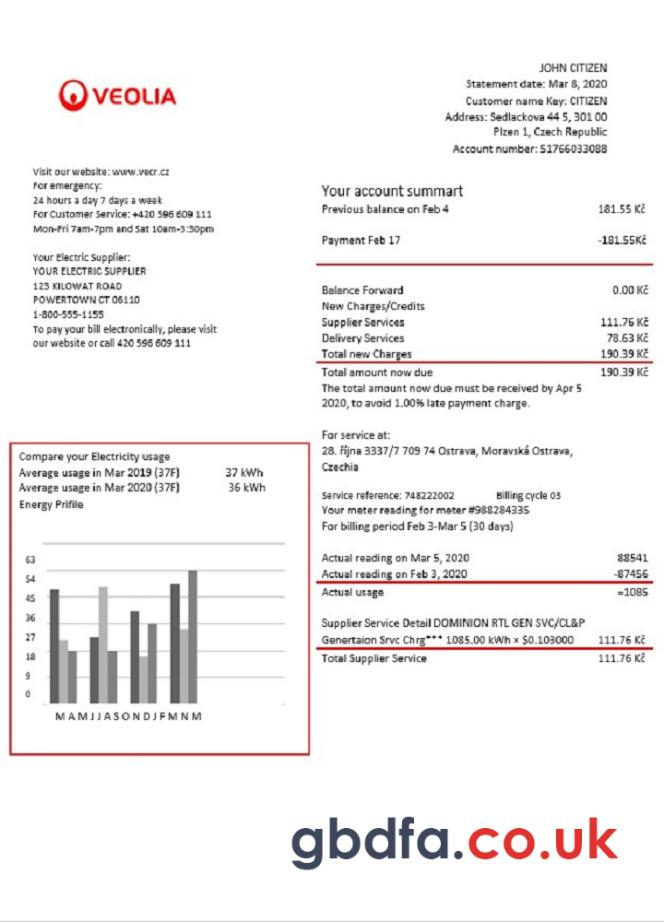 VEOLIA
JOHN CITIZEN
Statement date: Mar 8, 2020
Customer name Key: CITIZEN
Address: Sedlackova 44 5, 301 00
Plzen 1, Czech Republic
Account number: 51766033088
Visit our website: www.vecr.cz
For emergency:
24 hours a day 7 days a week
For Customer Service: +420 596 609 111
Mon-Fri 7am-7pm and Sat 10am-3:30pm
Your Electric Supplier:
YOUR ELECTRIC SUPPLIER
123 KILOWAT ROAD
POWERTOWN CT 06110
1-800-555-1155
To pay your bill electronically, please visit
our website or call 420 596 609 111
Your account summart
Previous balance on Feb 4 181.55 Kč
Payment Feb 17 -181.55Kč
Balance Forward 0.00 Kč
New Charges/Credits
Supplier Services 111.76 Kč
Delivery Services 78.63 Kč
Total new Charges 190.39 Kč
Total amount now due 190.39 Kč
The total amount now due must be received by Apr 5
2020, to avoid 1.00% late payment charge.
For service at:
28. října 3337/7 709 74 Ostrava, Moravská Ostrava,
Czechia
Service reference: 748222002 Billing cycle 03
Your meter reading for meter #988284335
For billing period Feb 3-Mar 5 (30 days)
Actual reading on Mar 5, 2020 88541
Actual reading on Feb 3, 2020 -87456
Actual usage =1085
Supplier Service Detail DOMINION RTL GEN SVC/CL&P
Genertaion Srvc Chrg*** 1085.00 kWh × $0.103000 111.76 Kč
Total Supplier Service 111.76 Kč
Compare your Electricity usage
Average usage in Mar 2019 (37F) 37 kWh
Average usage in Mar 2020 (37F) 36 kWh
Energy Prifile
63
54
45
36
27
18
9
0
M A M J J A S O N D J F M N M
gbdfa.co.uk